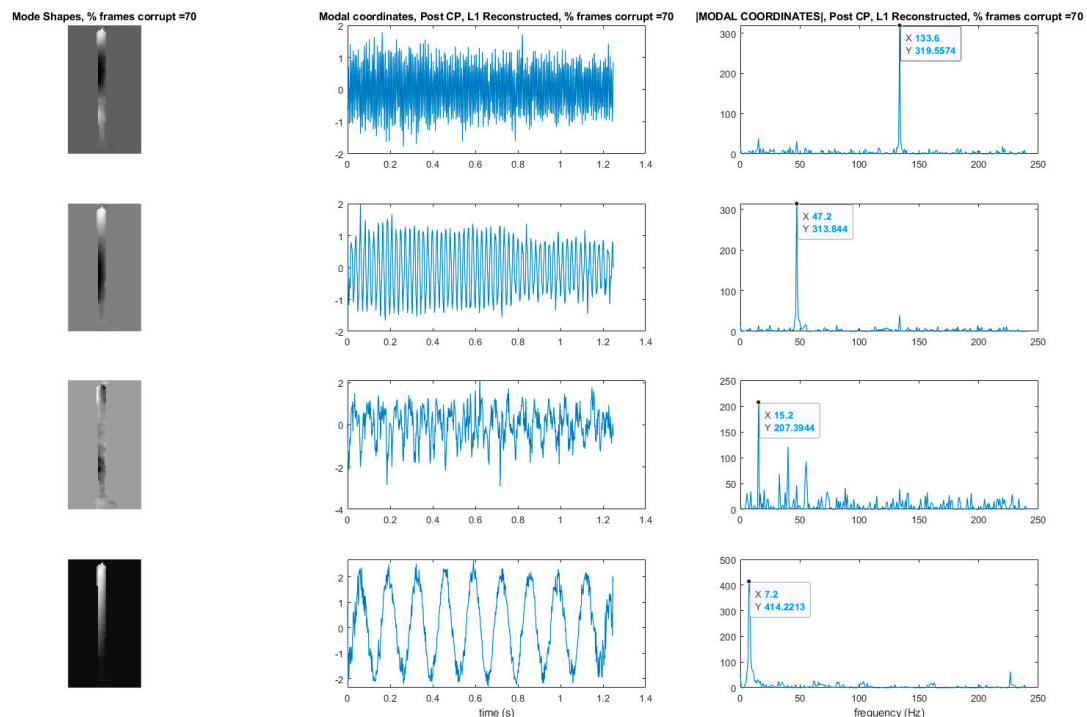 Mode Shapes, % frames corrupt =70
Modal coordinates, Post CP, L1 Reconstructed, % frames corrupt =70
|MODAL COORDINATES|, Post CP, L1 Reconstructed, % frames corrupt =70
2
1
0
-1
-2
0 0.2 0.4 0.6 0.8 1 1.2 1.4
300
200
100
0
X 133.6
Y 319.5574
0 50 100 150 200 250
2
1
0
-1
-2
0 0.2 0.4 0.6 0.8 1 1.2 1.4
300
200
100
0
X 47.2
Y 313.844
0 50 100 150 200 250
2
0
-2
-4
0 0.2 0.4 0.6 0.8 1 1.2 1.4
250
200
150
100
50
0
X 15.2
Y 207.3944
0 50 100 150 200 250
2
1
0
-1
-2
0 0.2 0.4 0.6 0.8 1 1.2 1.4
time (s)
500
400
300
200
100
0
X 7.2
Y 414.2213
0 50 100 150 200 250
frequency (Hz)